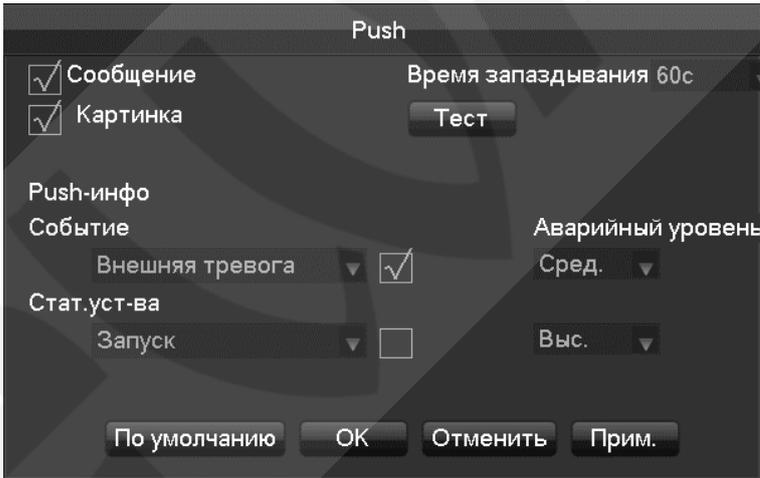 Push
Сообщение Время запаздывания 60с
Картинка Тест
Push-инфо
Событие Аварийный уровень
Внешняя тревога Сред.
Стат.уст-ва
Запуск Выс.
По умолчанию OK Отменить Прим.